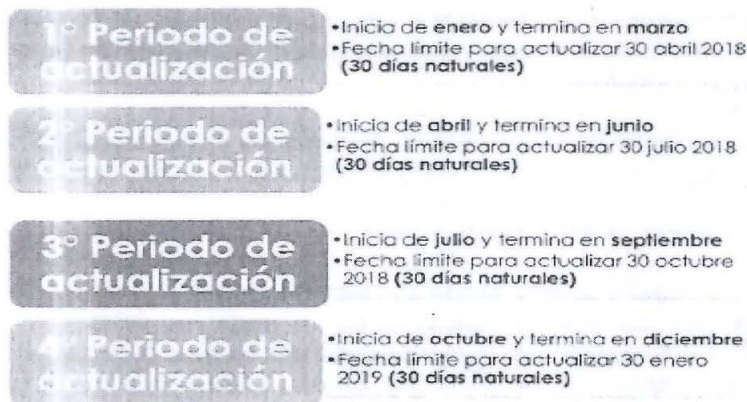 1° Periodo de
actualización
•Inicia de enero y termina en marzo
•Fecha límite para actualizar 30 abril 2018
(30 días naturales)
2° Periodo de
actualización
•Inicia de abril y termina en junio
•Fecha límite para actualizar 30 julio 2018
(30 días naturales)
3° Periodo de
actualización
•Inicia de julio y termina en septiembre
•Fecha límite para actualizar 30 octubre
2018 (30 días naturales)
4° Periodo de
actualización
•Inicia de octubre y termina en diciembre
•Fecha límite para actualizar 30 enero
2019 (30 días naturales)